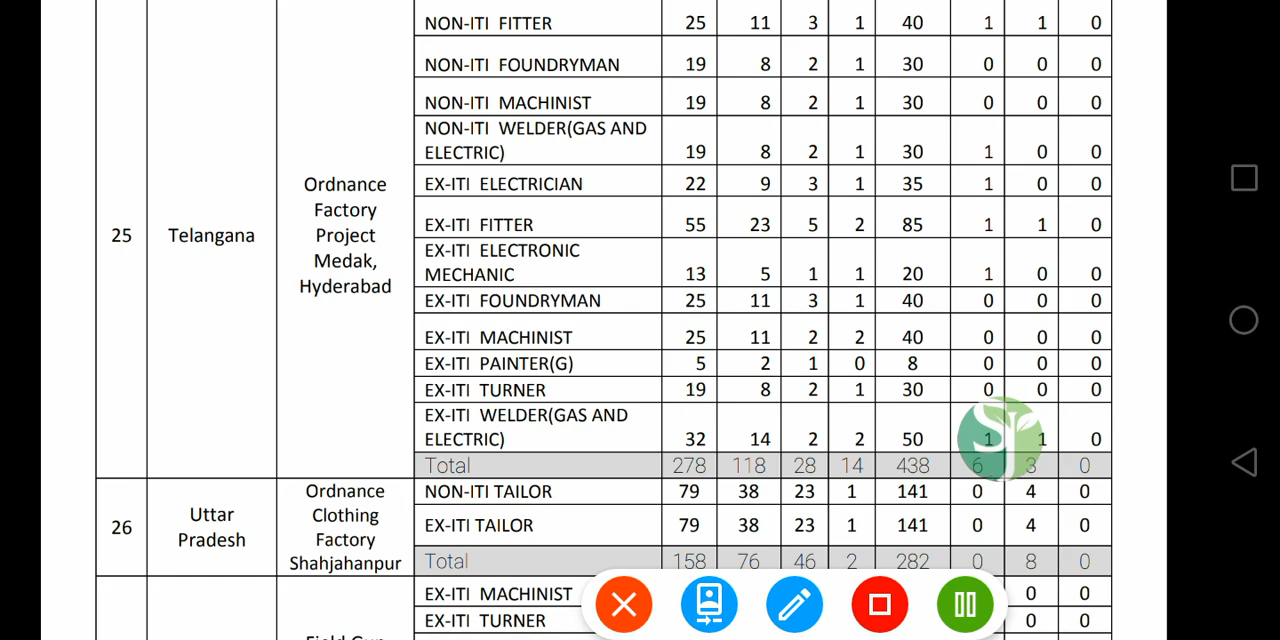 NON-ITI FITTER 25 11 3 1 40 1 1 0
NON-ITI FOUNDRYMAN 19 8 2 1 30 0 0 0
NON-ITI MACHINIST 19 8 2 1 30 0 0 0
NON-ITI WELDER(GAS AND
ELECTRIC) 19 8 2 1 30 1 0 0
EX-ITI ELECTRICIAN 22 9 3 1 35 1 0 0
EX-ITI FITTER 55 23 5 2 85 1 1 0
EX-ITI ELECTRONIC
MECHANIC 13 5 1 1 20 1 0 0
EX-ITI FOUNDRYMAN 25 11 3 1 40 0 0 0
EX-ITI MACHINIST 25 11 2 2 40 0 0 0
EX-ITI PAINTER(G) 5 2 1 0 8 0 0 0
EX-ITI TURNER 19 8 2 1 30 0 0 0
EX-ITI WELDER(GAS AND
ELECTRIC) 32 14 2 2 50 1 1 0
Total 278 118 28 14 438 6 3 0
25
Telangana
Ordnance
Factory
Project
Medak,
Hyderabad
SJ
NON-ITI TAILOR 79 38 23 1 141 0 4 0
EX-ITI TAILOR 79 38 23 1 141 0 4 0
Total 158 76 46 2 282 0 8 0
26
Uttar
Pradesh
Ordnance
Clothing
Factory
Shahjahanpur
EX-ITI MACHINIST 0 0
EX-ITI TURNER 0 0